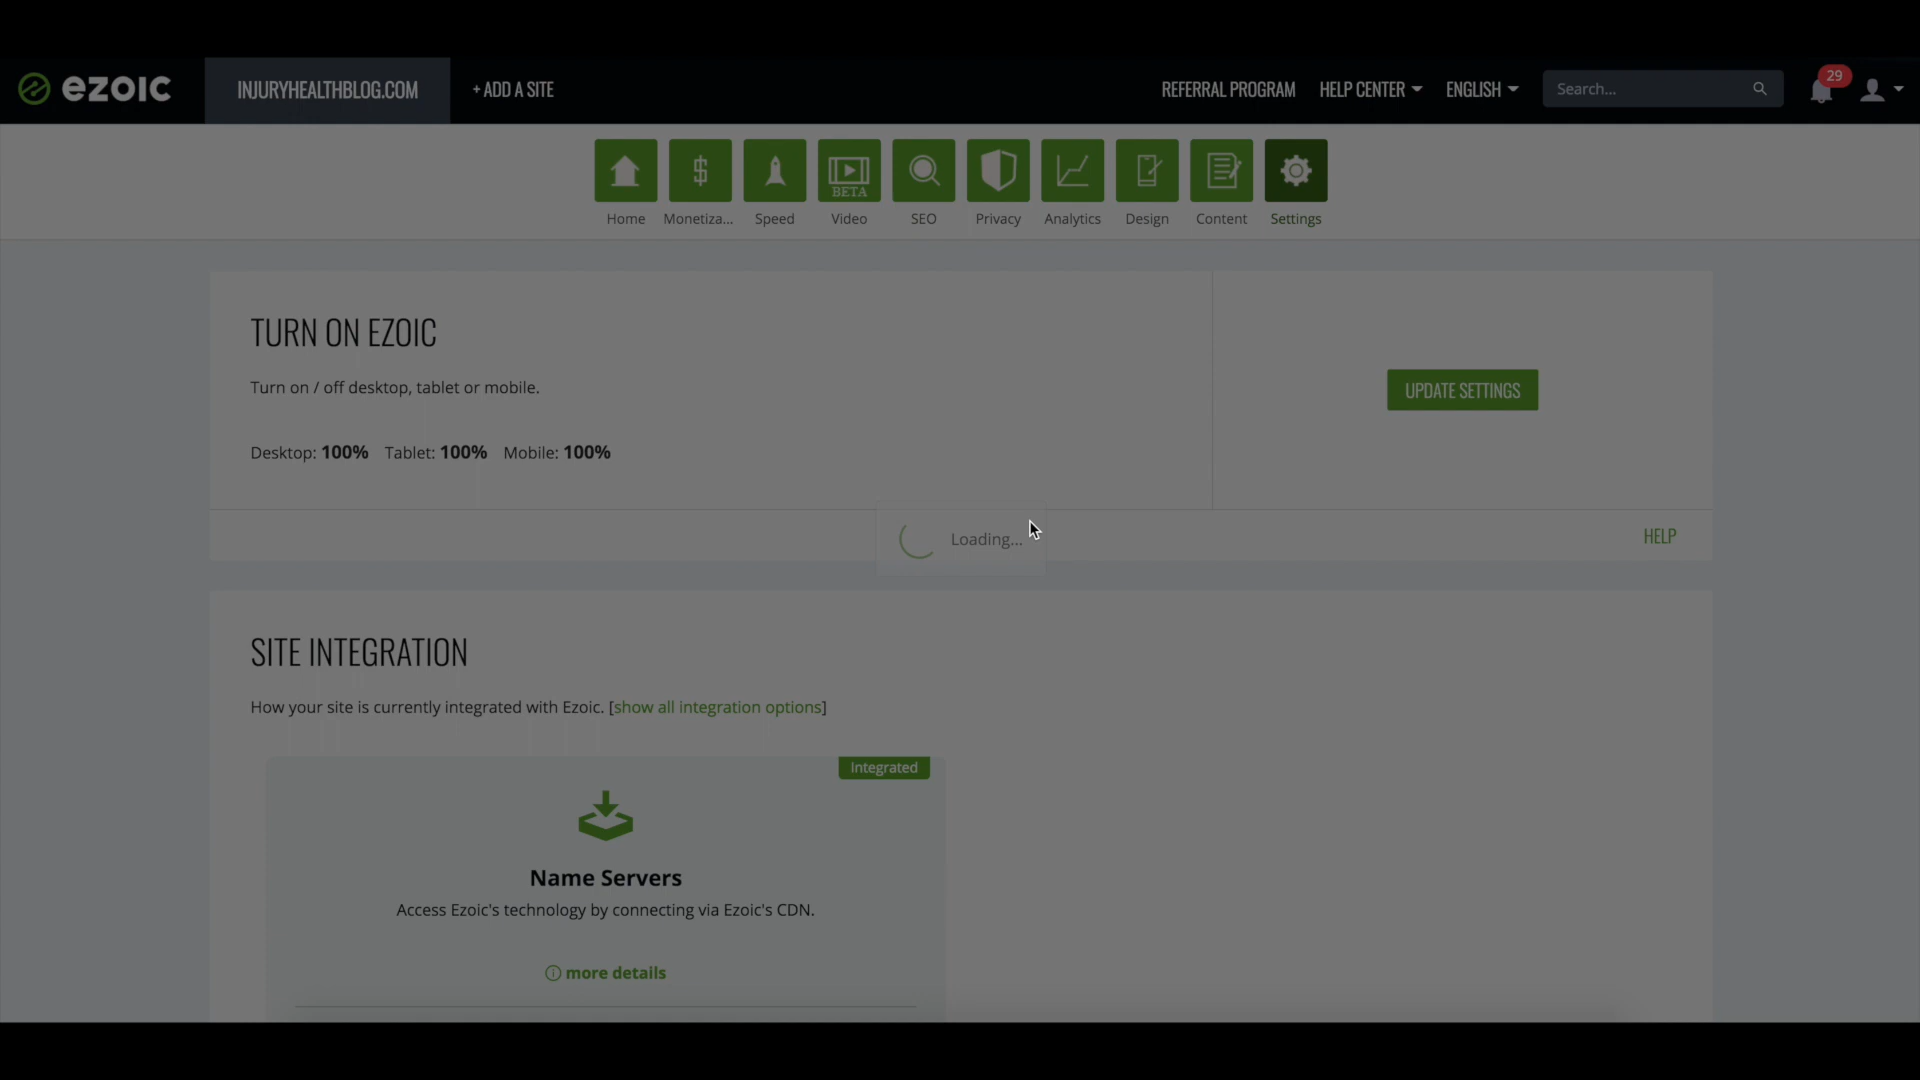 ezoic
INJURYHEALTHBLOG.COM
+ ADD A SITE
REFERRAL PROGRAM
HELP CENTER
ENGLISH
Search...
29
BETA
Home
Monetiza...
Speed
Video
SEO
Privacy
Analytics
Design
Content
Settings
TURN ON EZOIC
Turn on / off desktop, tablet or mobile.
UPDATE SETTINGS
Desktop: 100% Tablet: 100% Mobile: 100%
Loading...
HELP
SITE INTEGRATION
How your site is currently integrated with Ezoic. [show all integration options]
Integrated
Name Servers
Access Ezoic's technology by connecting via Ezoic's CDN.
more details